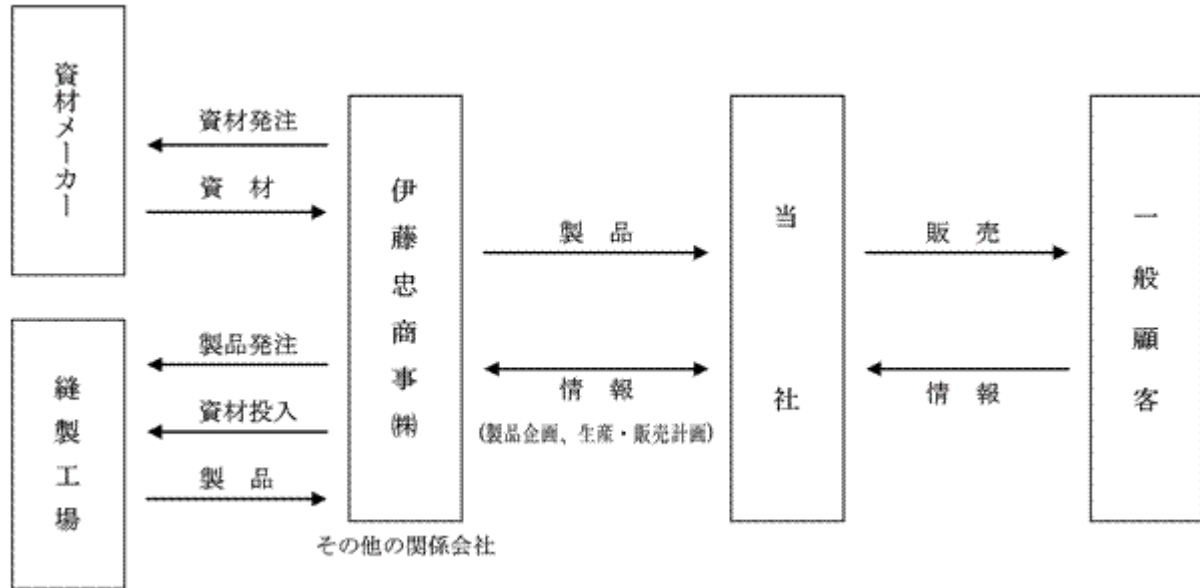 資材メーカー
資材発注
資 材
縫製工場
製品発注
資材投入
製 品
伊藤忠商事㈱
その他の関係会社
製 品
情 報
(製品企画、生産・販売計画)
当社
販 売
情 報
一般顧客